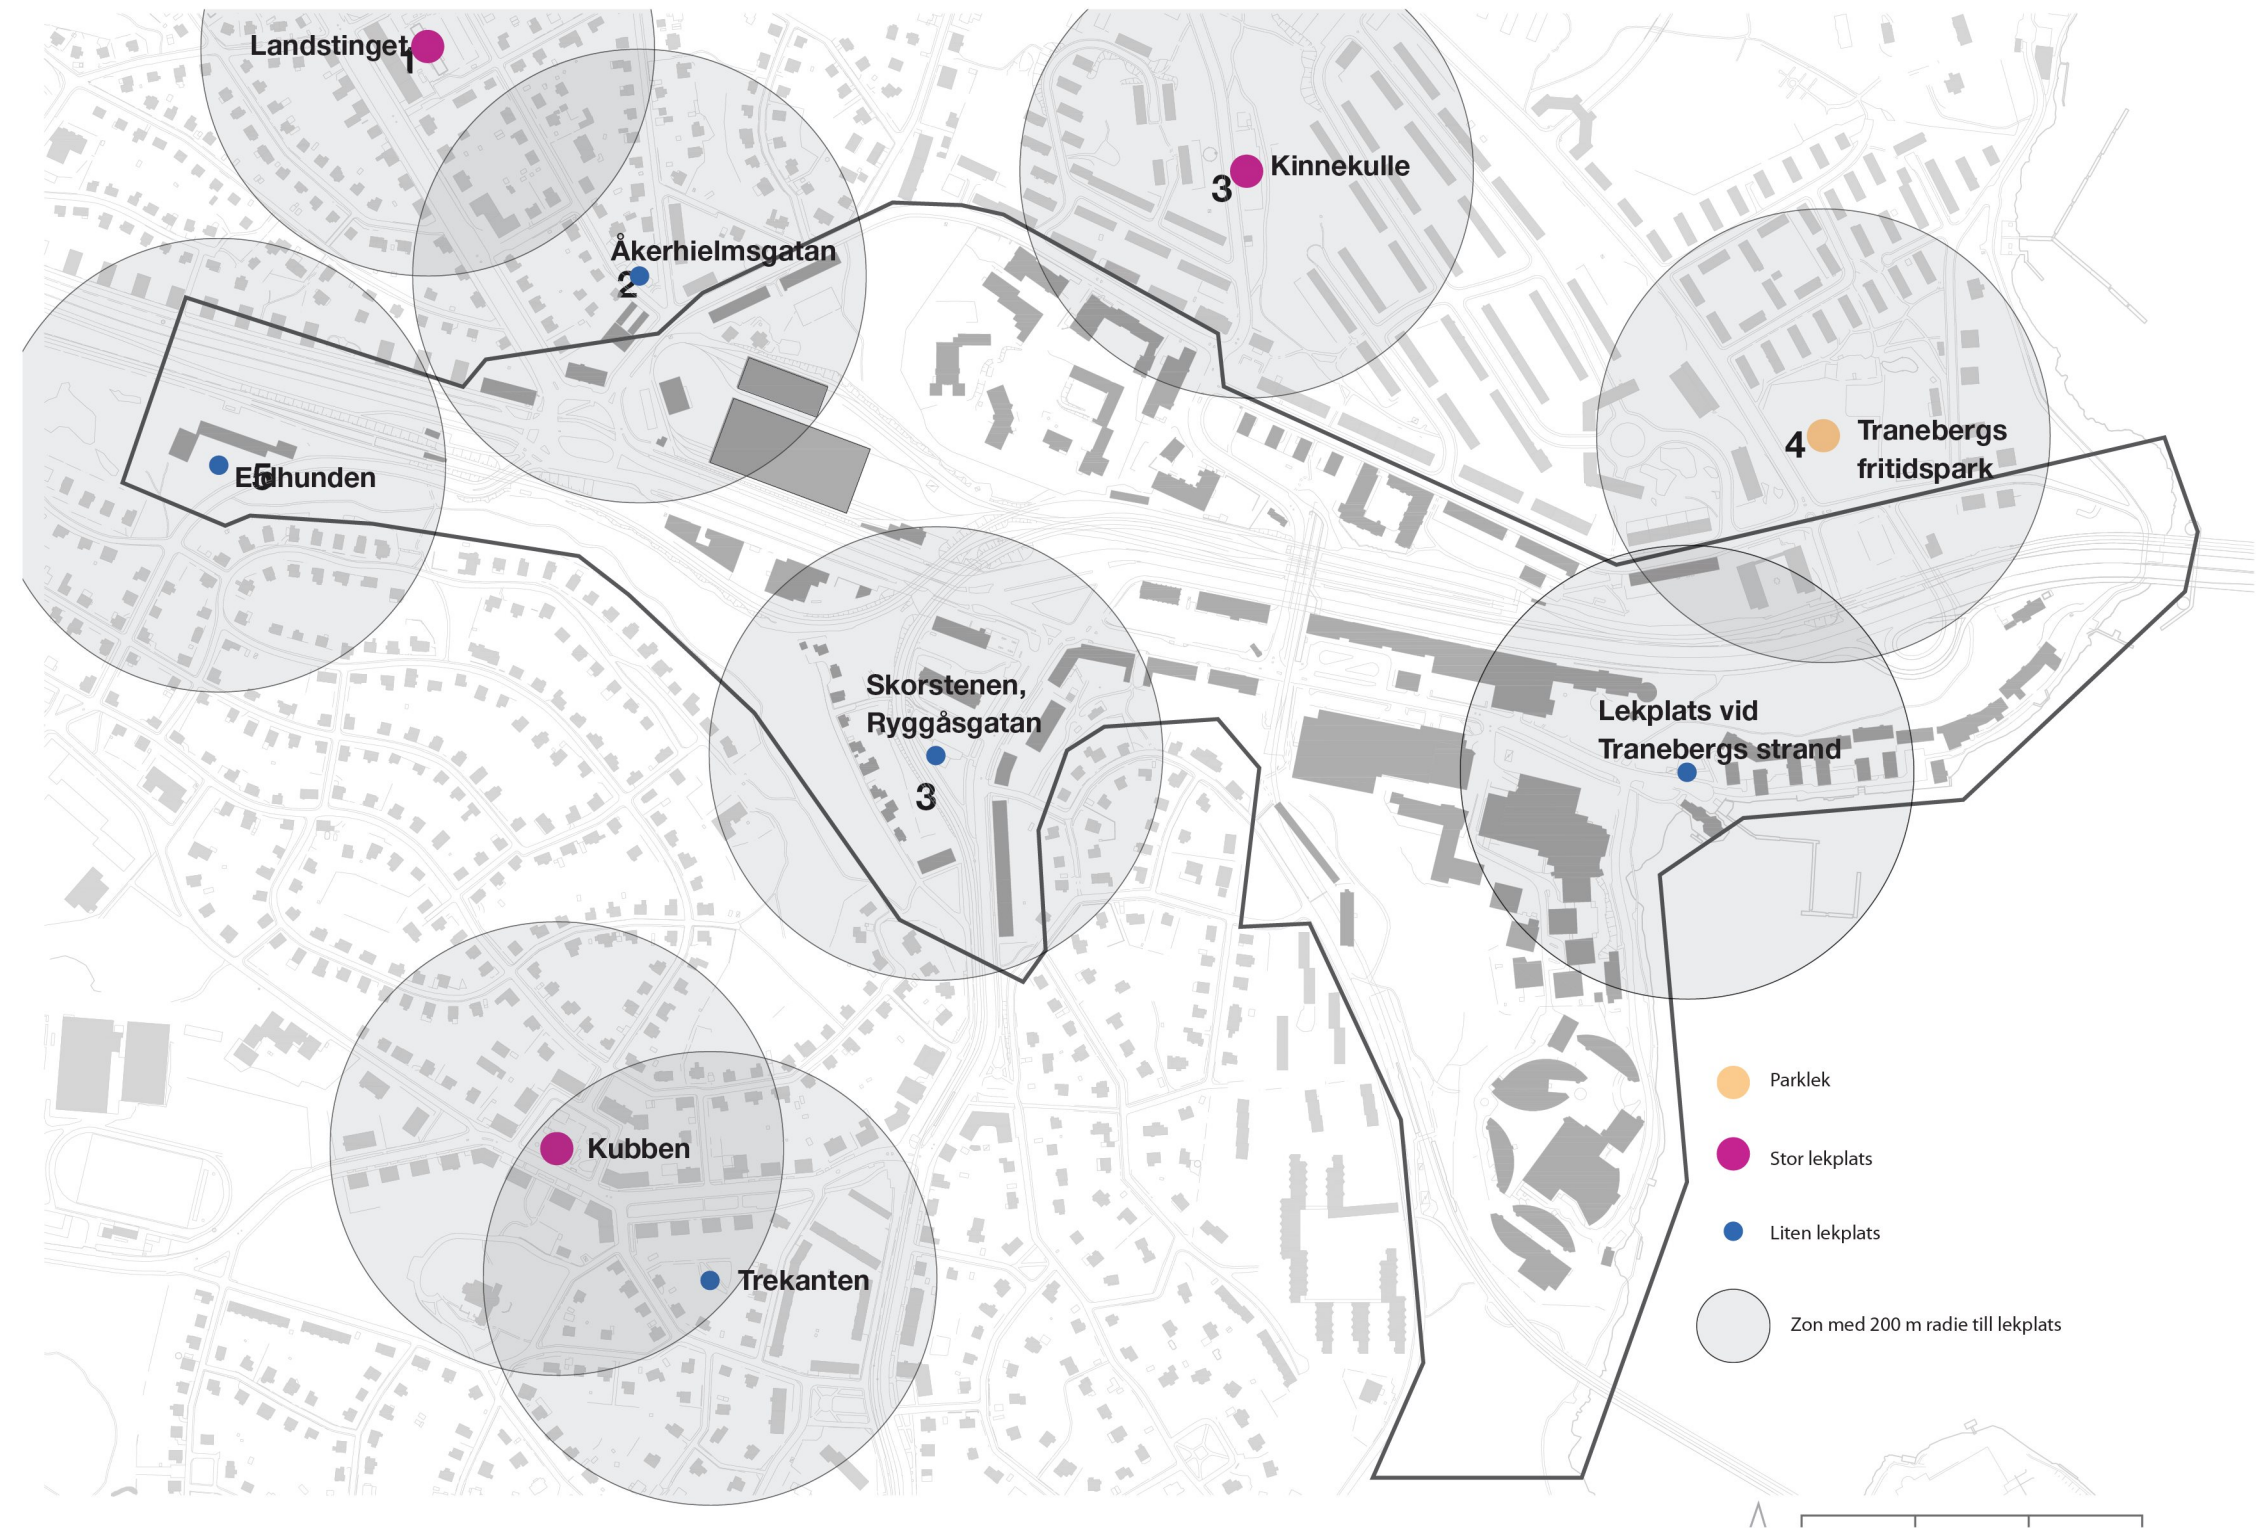 Landstinget
1
Kinnekulle
3
Åkerhielmsgatan
2
Tranebergs
fritidspark
4
5
Skorstenen,
Ryggåsgatan
3
Lekplats vid
Tranebergs strand
Kubben
Trekanten
Parklek
Stor lekplats
Liten lekplats
Zon med 200 m radie till lekplats